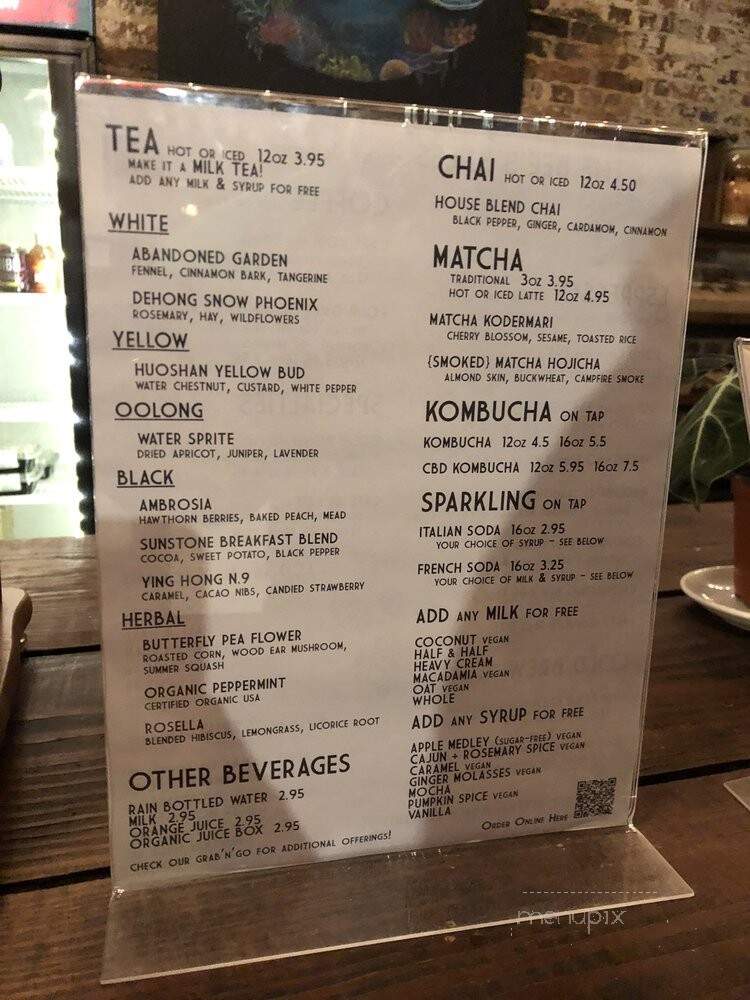 TEA HOT OR ICED 12oz 3.95
MAKE IT A MILK TEA!
ADD ANY MILK & SYRUP FOR FREE
WHITE
ABANDONED GARDEN
FENNEL, CINNAMON BARK, TANGERINE
DEHONG SNOW PHOENIX
ROSEMARY, HAY, WILDFLOWERS
YELLOW
HUOSHAN YELLOW BUD
WATER CHESTNUT, CUSTARD, WHITE PEPPER
OOLONG
WATER SPRITE
DRIED APRICOT, JUNIPER, LAVENDER
BLACK
AMBROSIA
HAWTHORN BERRIES, BAKED PEACH, MEAD
SUNSTONE BREAKFAST BLEND
COCOA, SWEET POTATO, BLACK PEPPER
YING HONG N.9
CARAMEL, CACAO NIBS, CANDIED STRAWBERRY
HERBAL
BUTTERFLY PEA FLOWER
ROASTED CORN, WOOD EAR MUSHROOM,
SUMMER SQUASH
ORGANIC PEPPERMINT
CERTIFIED ORGANIC USA
ROSELLA
BLENDED HIBISCUS, LEMONGRASS, LICORICE ROOT
OTHER BEVERAGES
RAIN BOTTLED WATER 2.95
MILK 2.95
ORANGE JUICE 2.95
ORGANIC JUICE BOX 2.95
CHECK OUR GRAB'N'GO FOR ADDITIONAL OFFERINGS!
CHAI HOT OR ICED 12oz 4.50
HOUSE BLEND CHAI
BLACK PEPPER, GINGER, CARDAMOM, CINNAMON
MATCHA
TRADITIONAL 3oz 3.95
HOT OR ICED LATTE 12oz 4.95
MATCHA KODERMARI
CHERRY BLOSSOM, SESAME, TOASTED RICE
{SMOKED} MATCHA HOJICHA
ALMOND SKIN, BUCKWHEAT, CAMPFIRE SMOKE
KOMBUCHA ON TAP
KOMBUCHA 12oz 4.5 16oz 5.5
CBD KOMBUCHA 12oz 5.95 16oz 7.5
SPARKLING ON TAP
ITALIAN SODA 16oz 2.95
YOUR CHOICE OF SYRUP - SEE BELOW
FRENCH SODA 16oz 3.25
YOUR CHOICE OF MILK & SYRUP - SEE BELOW
ADD ANY MILK FOR FREE
COCONUT VEGAN
HALF & HALF
HEAVY CREAM
MACADAMIA VEGAN
OAT VEGAN
WHOLE
ADD ANY SYRUP FOR FREE
APPLE MEDLEY (SUGAR-FREE) VEGAN
CAJUN + ROSEMARY SPICE VEGAN
CARAMEL VEGAN
GINGER MOLASSES VEGAN
MOCHA
PUMPKIN SPICE VEGAN
VANILLA
ORDER ONLINE HERE
menupix